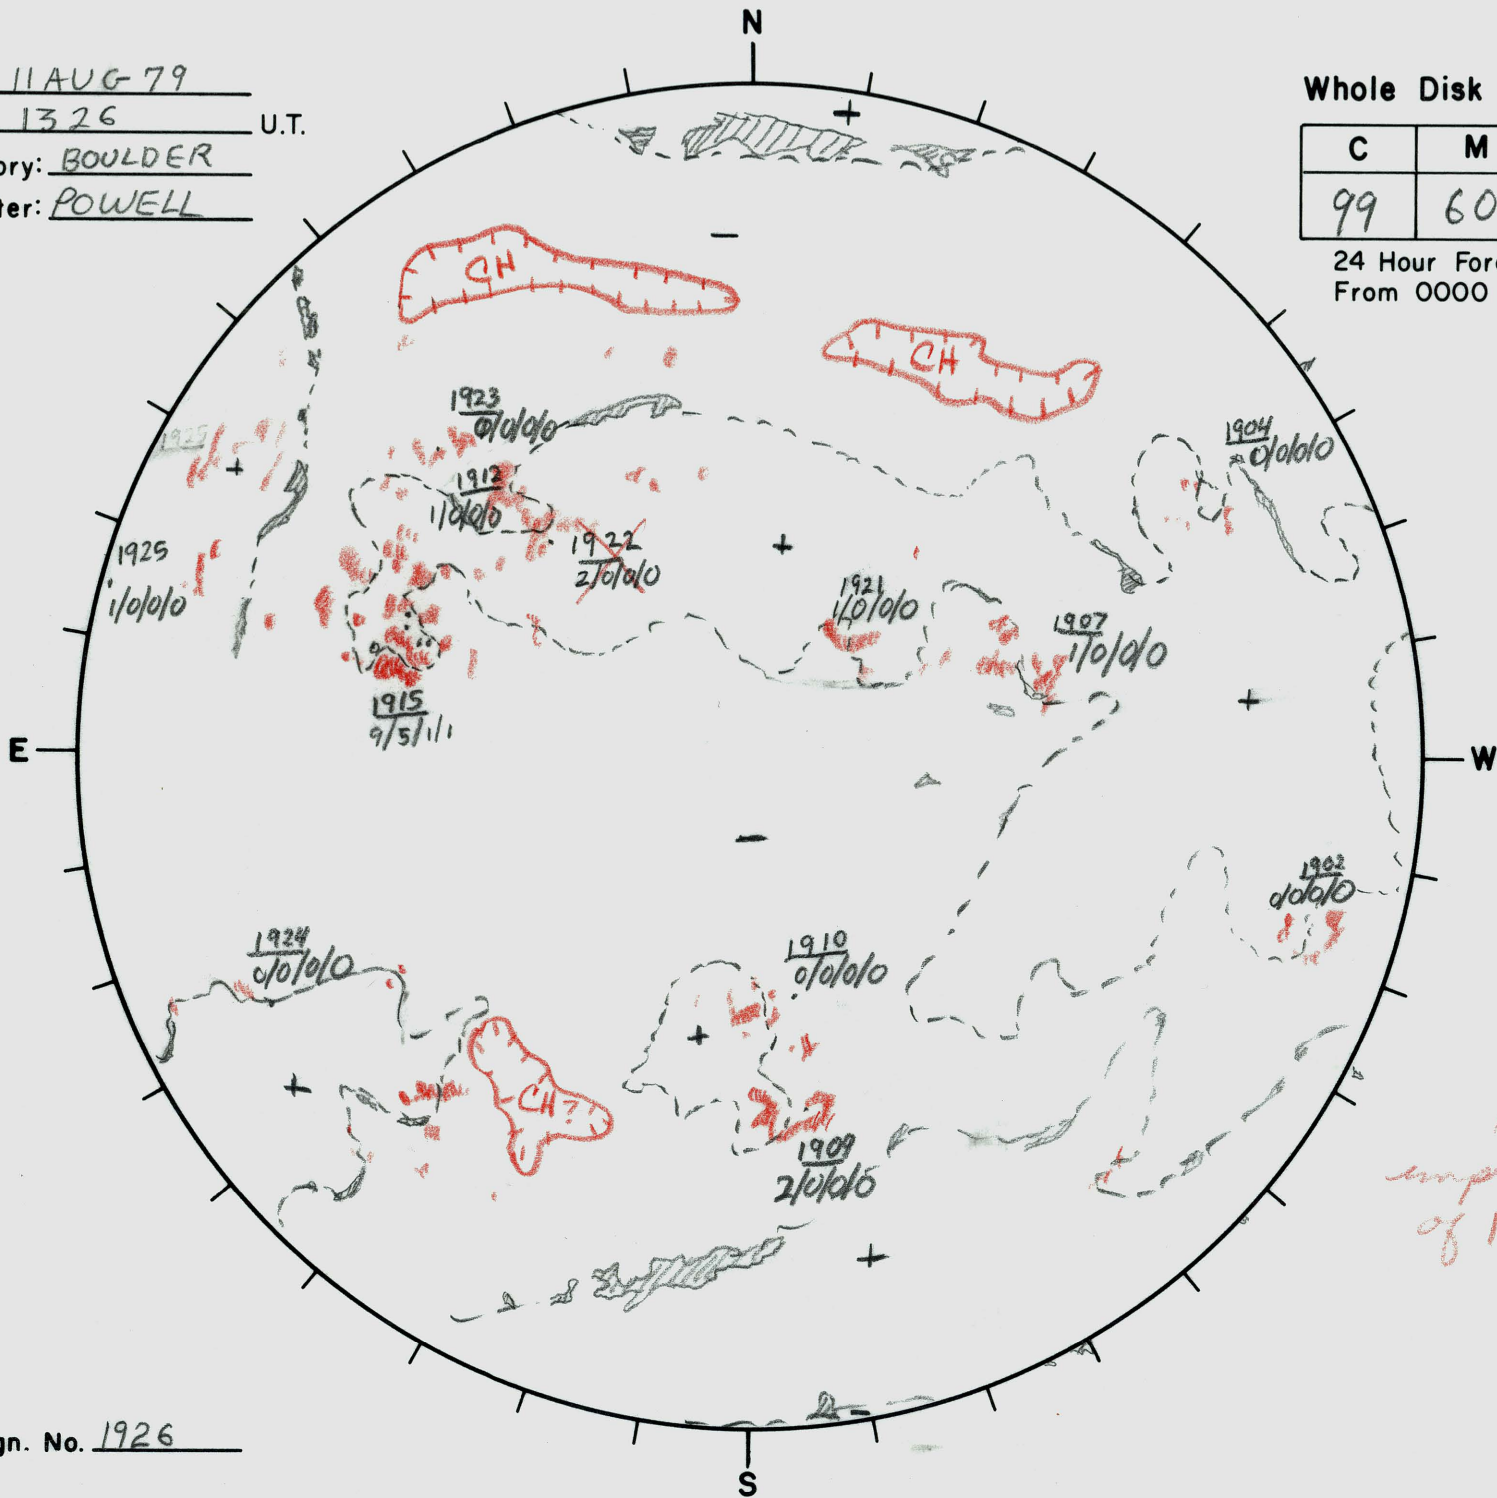 N
11 AUG 79
1326 U.T.
ory: BOULDER
ter: POWELL
Whole Disk
C M
99 60
24 Hour Fore
From 0000
+
−
CH
CH
1923
0/0/0/0
1904
0/0/0/0
1925
+
1913
1/0/0/0
1922
2/0/0/0
+
1925
1/0/0/0
1921
1/0/0/0
1907
1/0/0/0
1915
9/5/1/1
+
E
W
−
1902
0/0/0/0
1924
0/0/0/0
1910
0/0/0/0
+
+
CH?
1909
2/0/0/0
of
+
−
gn. No. 1926
S